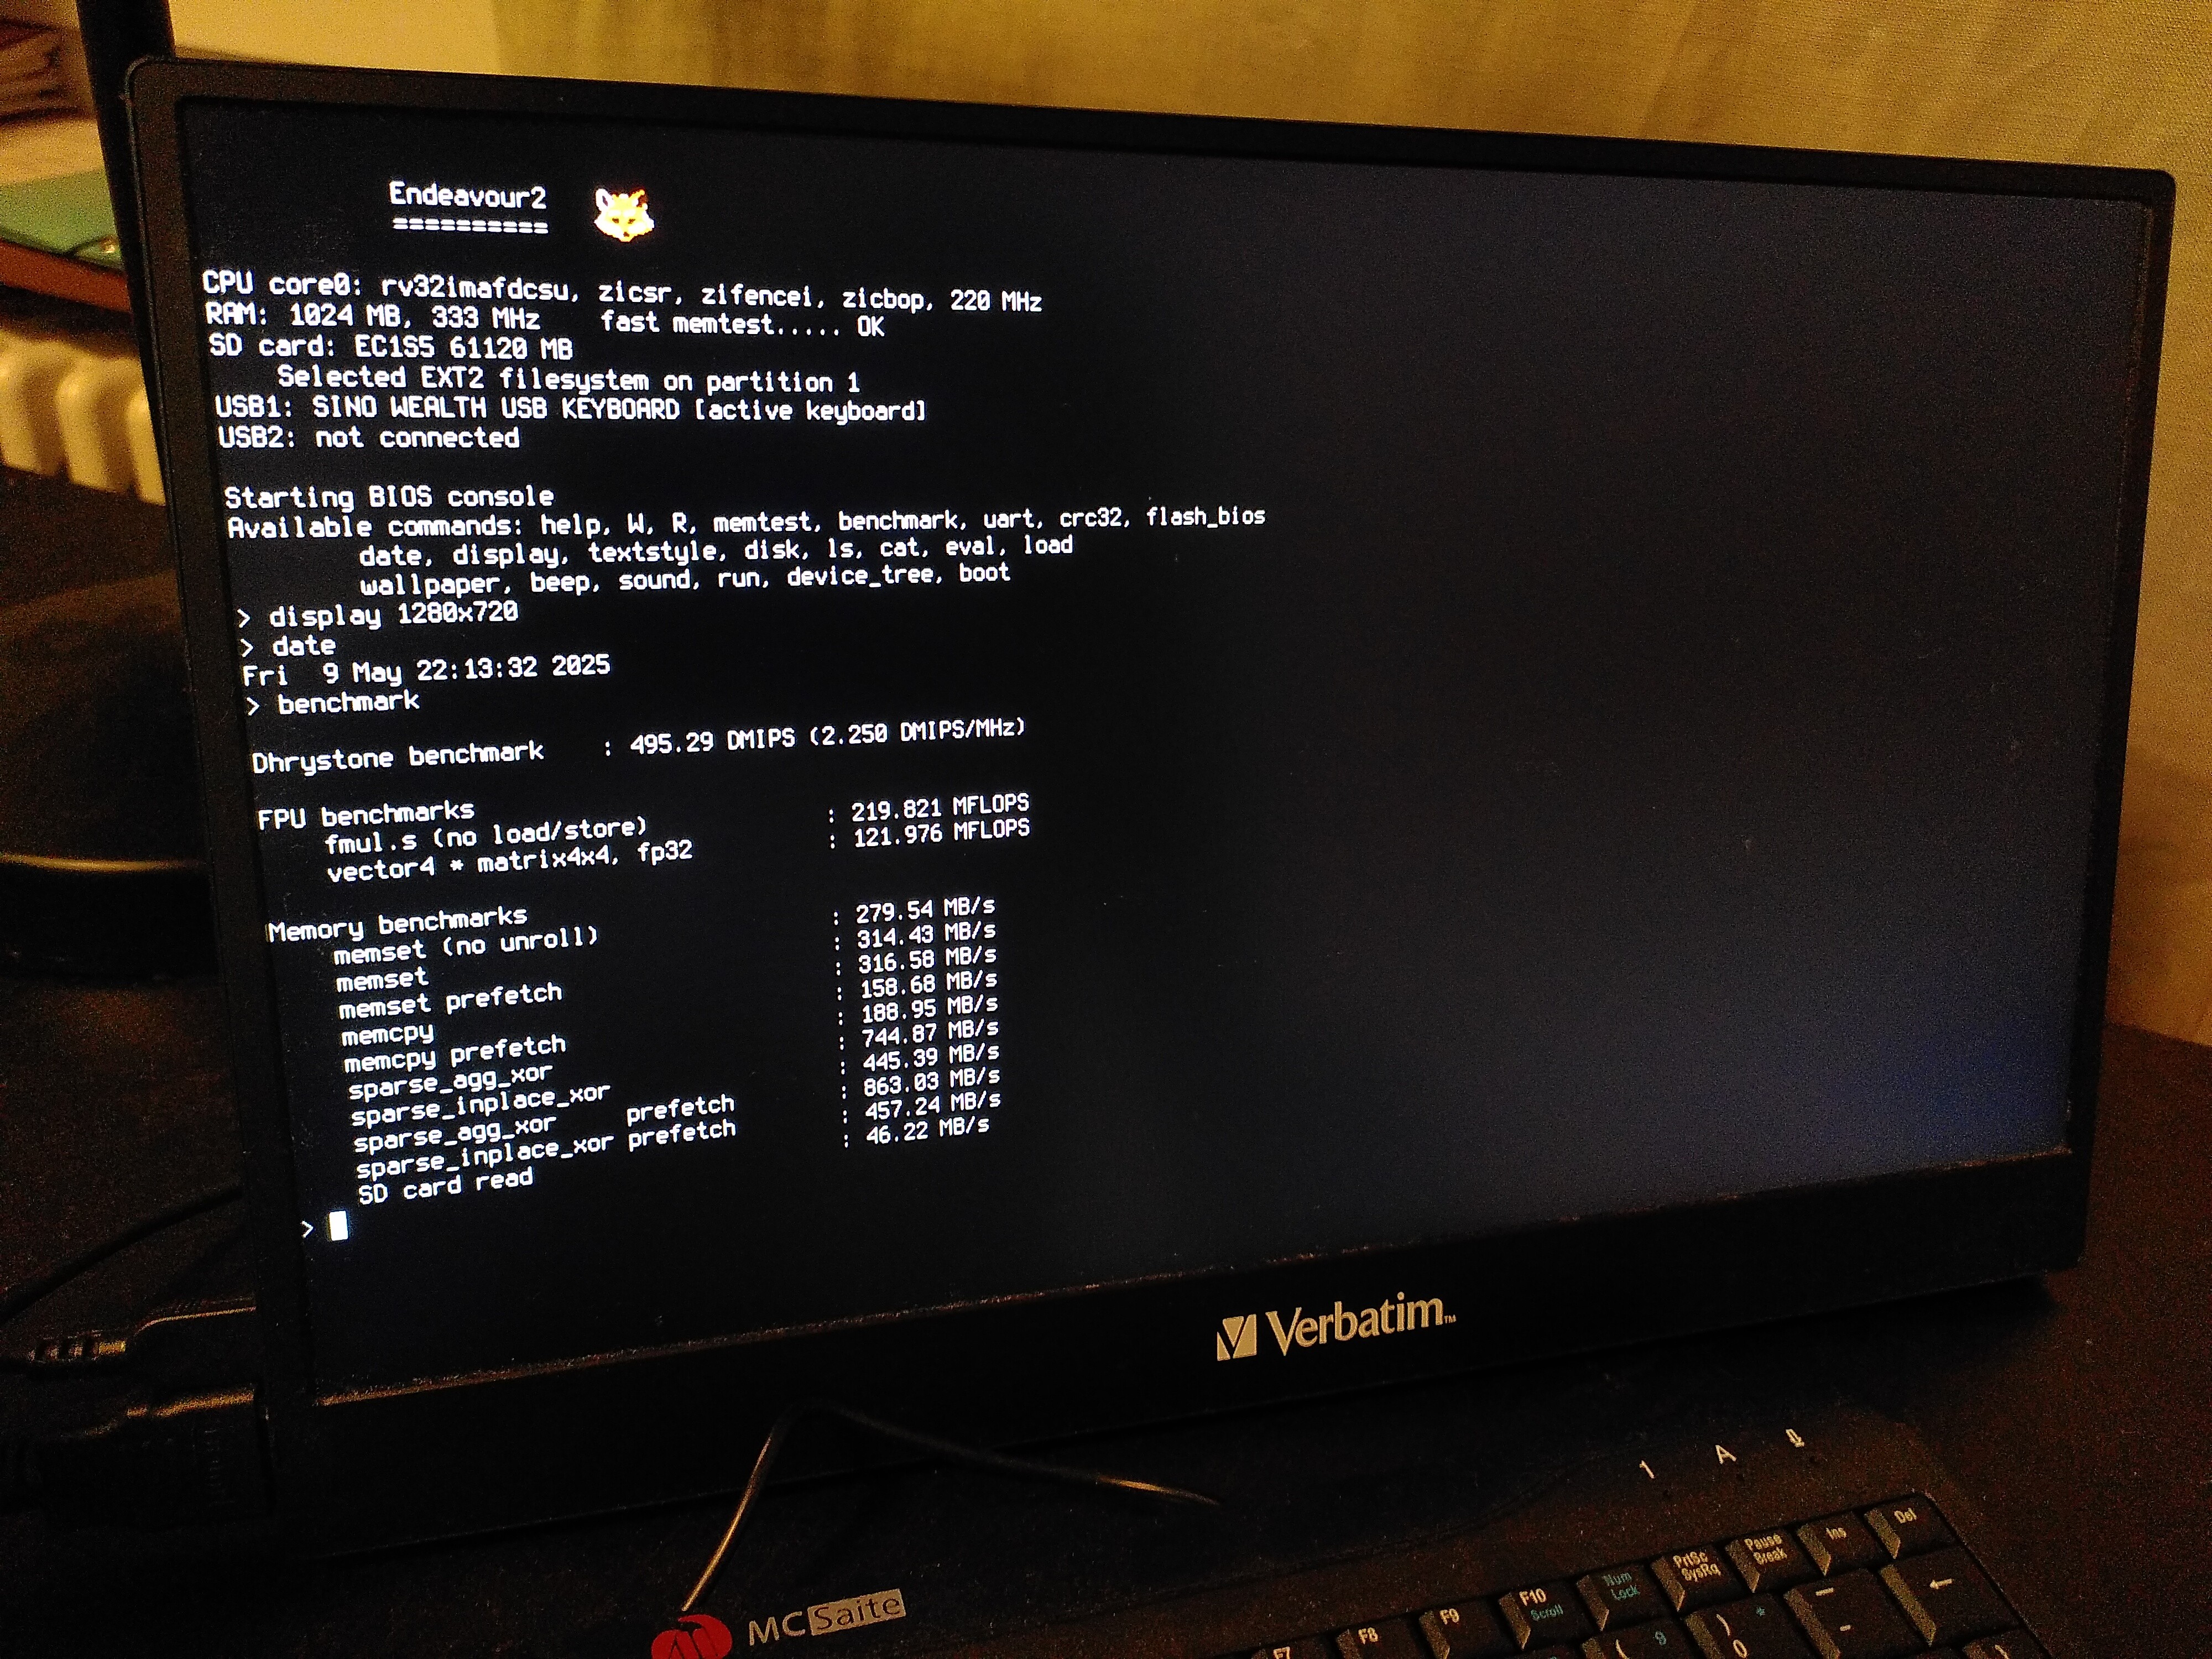 Endeavour2
==========
CPU core0: rv32imafdcsu, zicsr, zifencei, zicbop, 220 MHz
RAM: 1024 MB, 333 MHz    fast memtest..... OK
SD card: EC1S5 61120 MB
Selected EXT2 filesystem on partition 1
USB1: SINO WEALTH USB KEYBOARD [active keyboard]
USB2: not connected
Starting BIOS console
Available commands: help, W, R, memtest, benchmark, uart, crc32, flash_bios
date, display, textstyle, disk, ls, cat, eval, load
wallpaper, beep, sound, run, device_tree, boot
> display 1280x720
> date
Fri  9 May 22:13:32 2025
> benchmark
Dhrystone benchmark    : 495.29 DMIPS (2.250 DMIPS/MHz)
FPU benchmarks
fmul.s (no load/store)    : 219.821 MFLOPS
vector4 * matrix4x4, fp32    : 121.976 MFLOPS
Memory benchmarks
memset (no unroll)    : 279.54 MB/s
memset    : 314.43 MB/s
memset prefetch    : 316.58 MB/s
memcpy    : 158.68 MB/s
memcpy prefetch    : 188.95 MB/s
sparse_agg_xor    : 744.87 MB/s
sparse_inplace_xor    : 445.39 MB/s
sparse_agg_xor    prefetch    : 863.03 MB/s
sparse_inplace_xor prefetch    : 457.24 MB/s
SD card read    : 46.22 MB/s
>
Verbatim™
1 A
MCSaite
F7 F8 F9 F10 Scroll Num Lock PrtSc SysRq Pause Break Ins Del
( 9 ) 0 * - ←